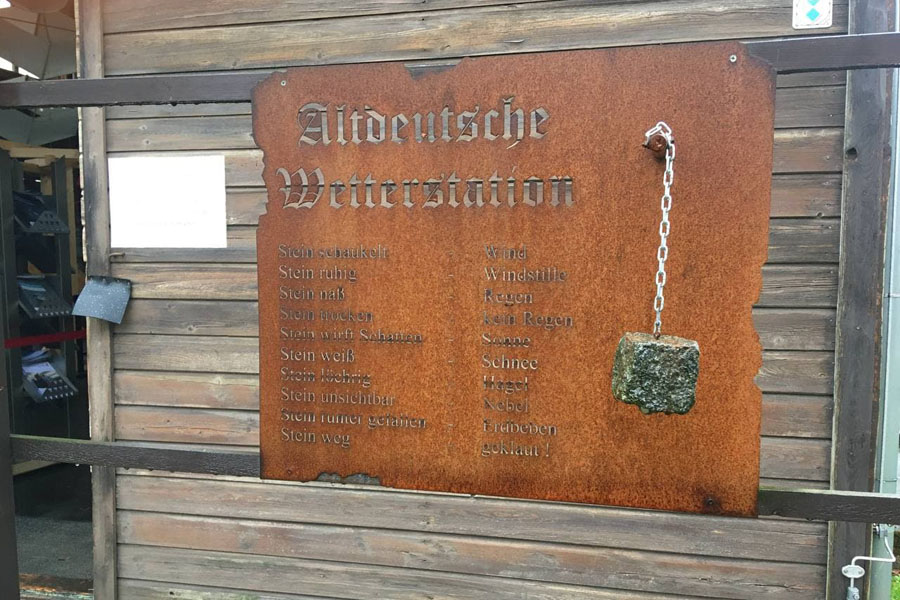 Altdeutsche
Wetterstation
Stein schaukelt - Wind
Stein ruhig - Windstille
Stein naß - Regen
Stein trocken - kein Regen
Stein wirft Schatten - Sonne
Stein weiß - Schnee
Stein löchrig - Hagel
Stein unsichtbar - Nebel
Stein runter gefallen - Erdbeben
Stein weg - geklaut!